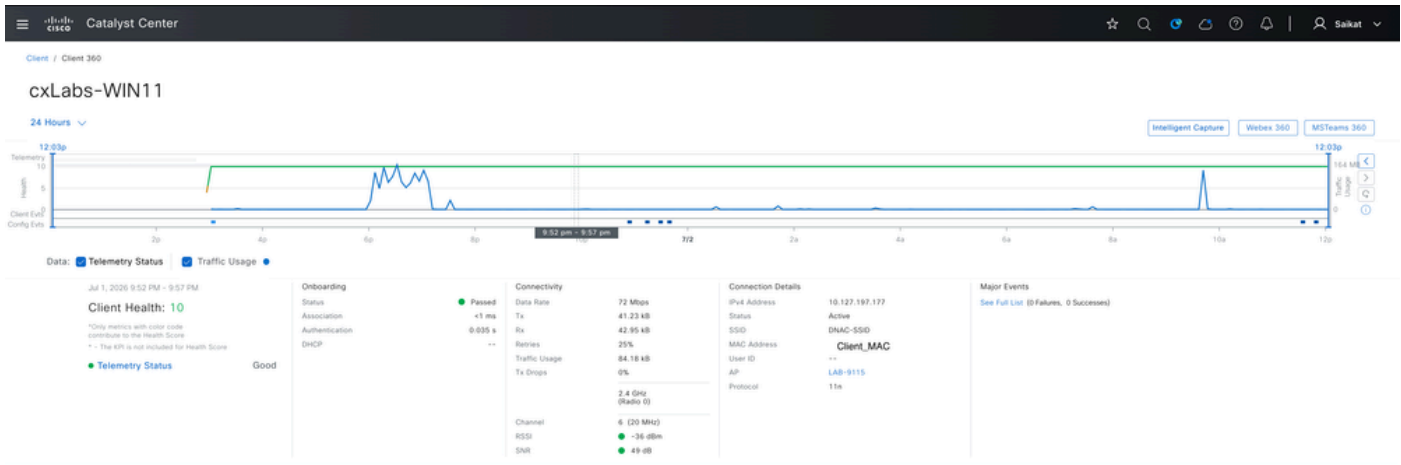 cisco Catalyst Center
Saikat
Client / Client 360
cxLabs-WIN11
24 Hours
Intelligent Capture
Webex 360
MSTeams 360
12:03p
12:03p
Telemetry
10
5
0
Health
Client Evts
Config Evts
164 MB
0
Traffic Usage
2p 4p 6p 8p 7/2 2a 4a 6a 8a 10a 12p
9:52 pm - 9:57 pm
Data: Telemetry Status Traffic Usage
Jul 1, 2026 9:52 PM - 9:57 PM
Client Health: 10
*Only metrics with color code
contribute to the Health Score
* - The KPI is not included for Health Score
Telemetry Status Good
Onboarding
Status Passed
Association <1 ms
Authentication 0.035 s
DHCP --
Connectivity
Data Rate 72 Mbps
Tx 41.23 kB
Rx 42.95 kB
Retries 25%
Traffic Usage 84.18 kB
Tx Drops 0%
2.4 GHz
(Radio 0)
Channel 6 (20 MHz)
RSSI -36 dBm
SNR 49 dB
Connection Details
IPv4 Address 10.127.197.177
Status Active
SSID DNAC-SSID
MAC Address Client_MAC
User ID --
AP LAB-9115
Protocol 11n
Major Events
See Full List (0 Failures, 0 Successes)